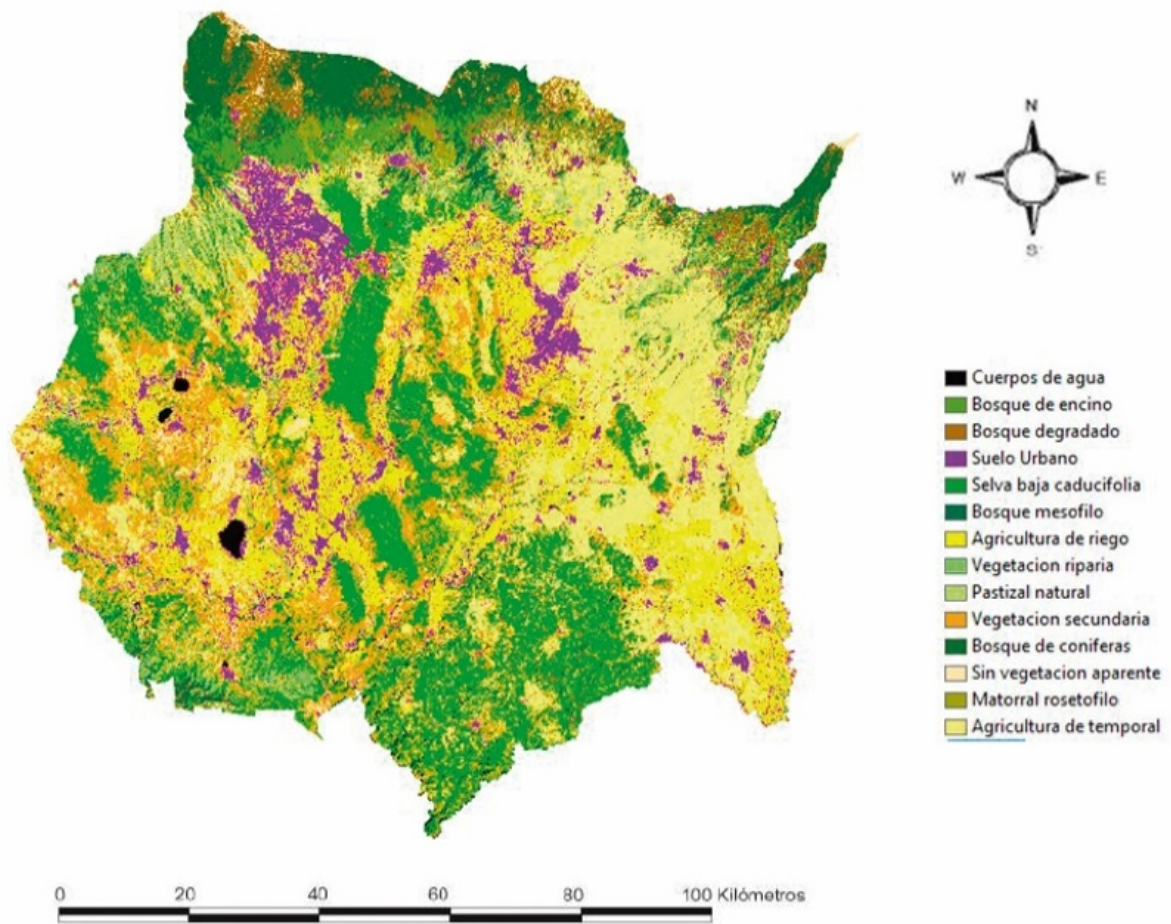 N
W E
S
Cuerpos de agua
Bosque de encino
Bosque degradado
Suelo Urbano
Selva baja caducifolia
Bosque mesofilo
Agricultura de riego
Vegetacion riparia
Pastizal natural
Vegetacion secundaria
Bosque de coniferas
Sin vegetacion aparente
Matorral rosetofilo
Agricultura de temporal
0 20 40 60 80 100 Kilómetros